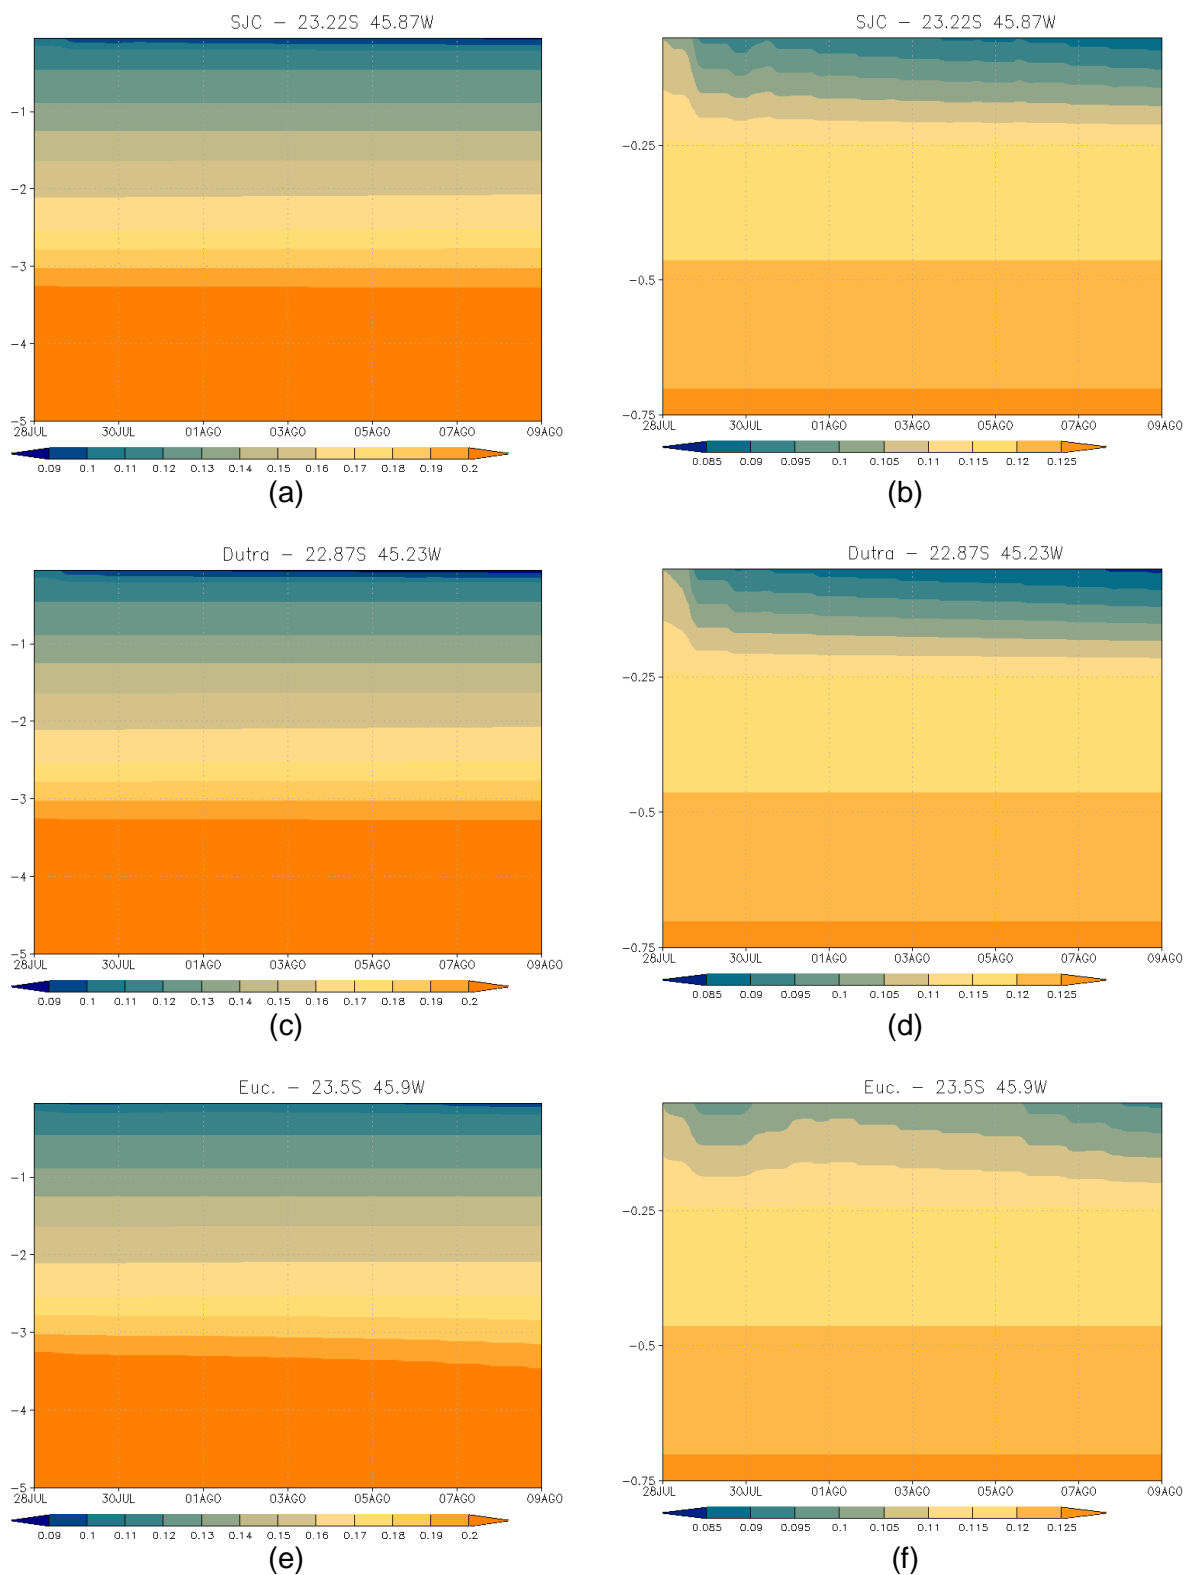 SJC – 23.22S 45.87W
-1
-2
-3
-4
-5
28JUL 30JUL 01AGO 03AGO 05AGO 07AGO 09AGO
0.09 0.1 0.11 0.12 0.13 0.14 0.15 0.16 0.17 0.18 0.19 0.2
(a)
SJC – 23.22S 45.87W
-0.25
-0.5
-0.75
28JUL 30JUL 01AGO 03AGO 05AGO 07AGO 09AGO
0.085 0.09 0.095 0.1 0.105 0.11 0.115 0.12 0.125
(b)
Dutra – 22.87S 45.23W
-1
-2
-3
-4
-5
28JUL 30JUL 01AGO 03AGO 05AGO 07AGO 09AGO
0.09 0.1 0.11 0.12 0.13 0.14 0.15 0.16 0.17 0.18 0.19 0.2
(c)
Dutra – 22.87S 45.23W
-0.25
-0.5
-0.75
28JUL 30JUL 01AGO 03AGO 05AGO 07AGO 09AGO
0.085 0.09 0.095 0.1 0.105 0.11 0.115 0.12 0.125
(d)
Euc. – 23.5S 45.9W
-1
-2
-3
-4
-5
28JUL 30JUL 01AGO 03AGO 05AGO 07AGO 09AGO
0.09 0.1 0.11 0.12 0.13 0.14 0.15 0.16 0.17 0.18 0.19 0.2
(e)
Euc. – 23.5S 45.9W
-0.25
-0.5
-0.75
28JUL 30JUL 01AGO 03AGO 05AGO 07AGO 09AGO
0.085 0.09 0.095 0.1 0.105 0.11 0.115 0.12 0.125
(f)